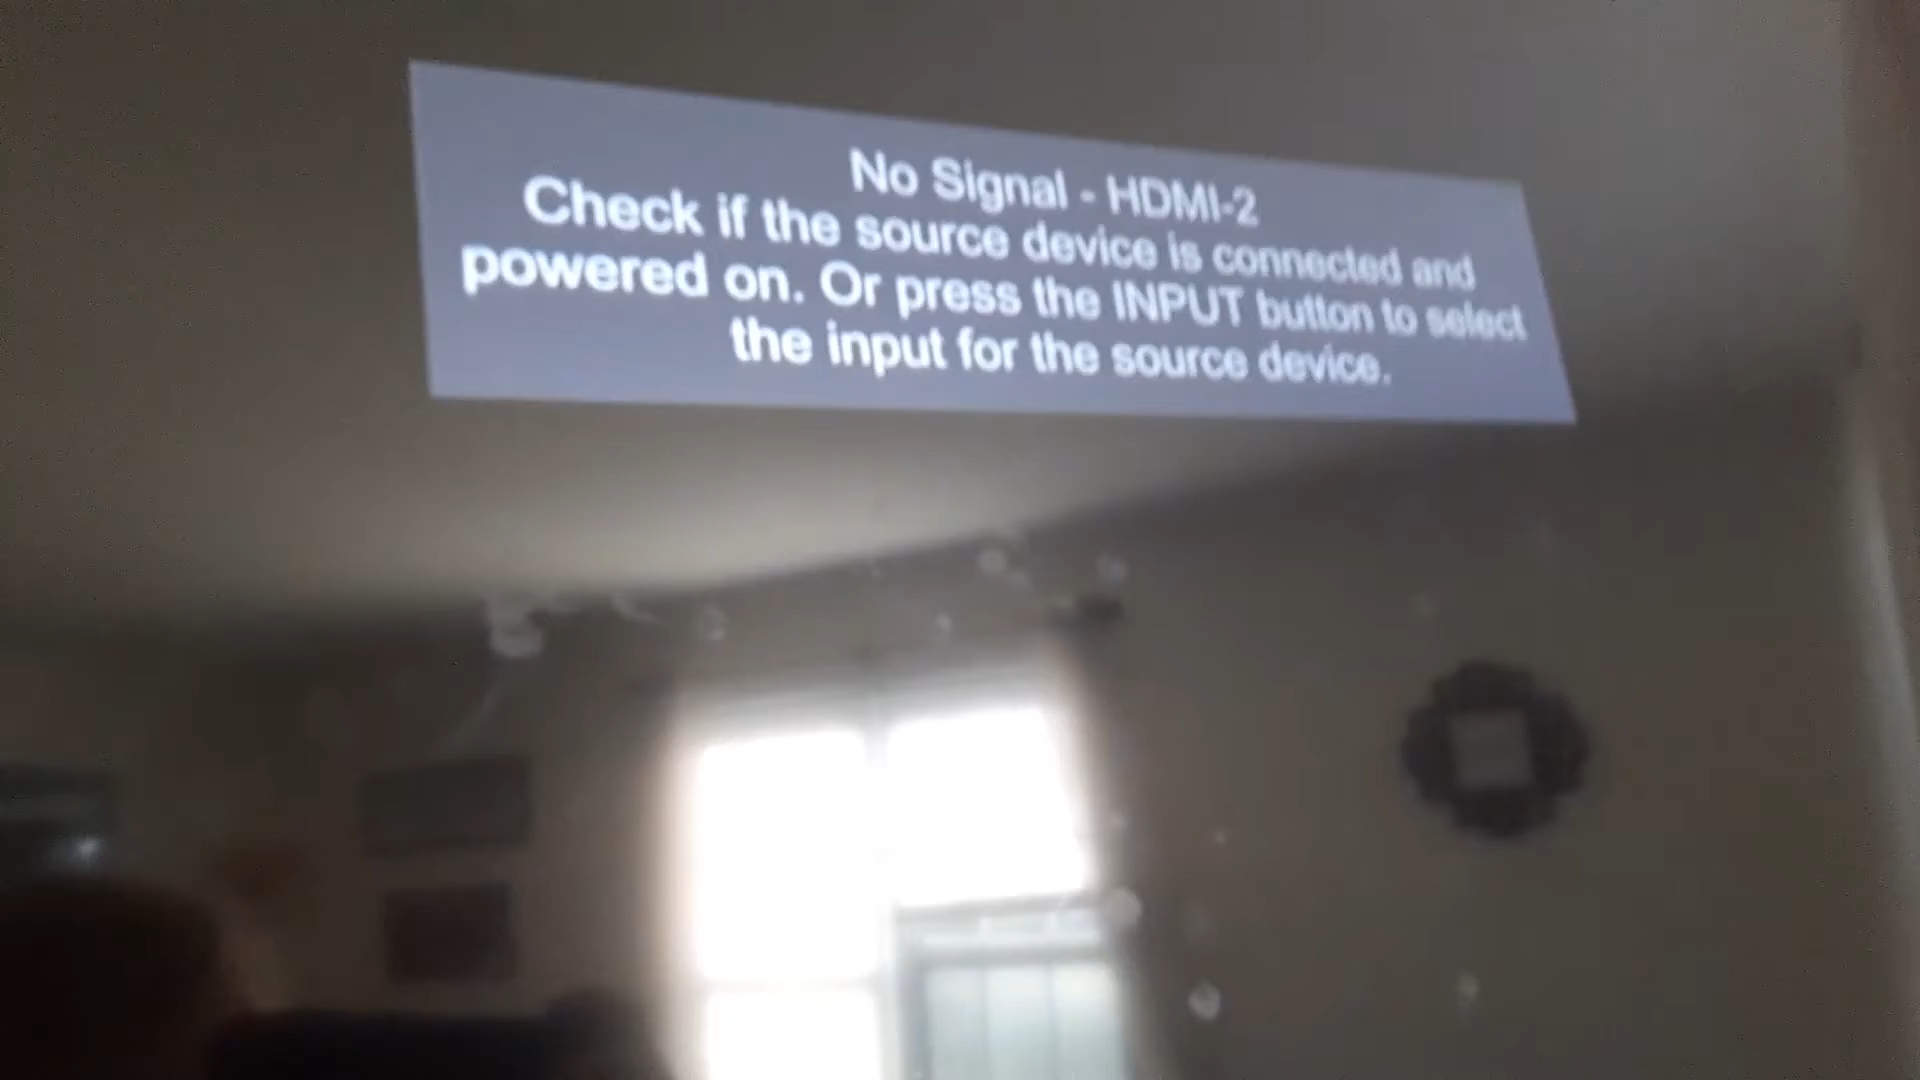 No Signal - HDMI-2
Check if the source device is connected and
powered on. Or press the INPUT button to select
the input for the source device.